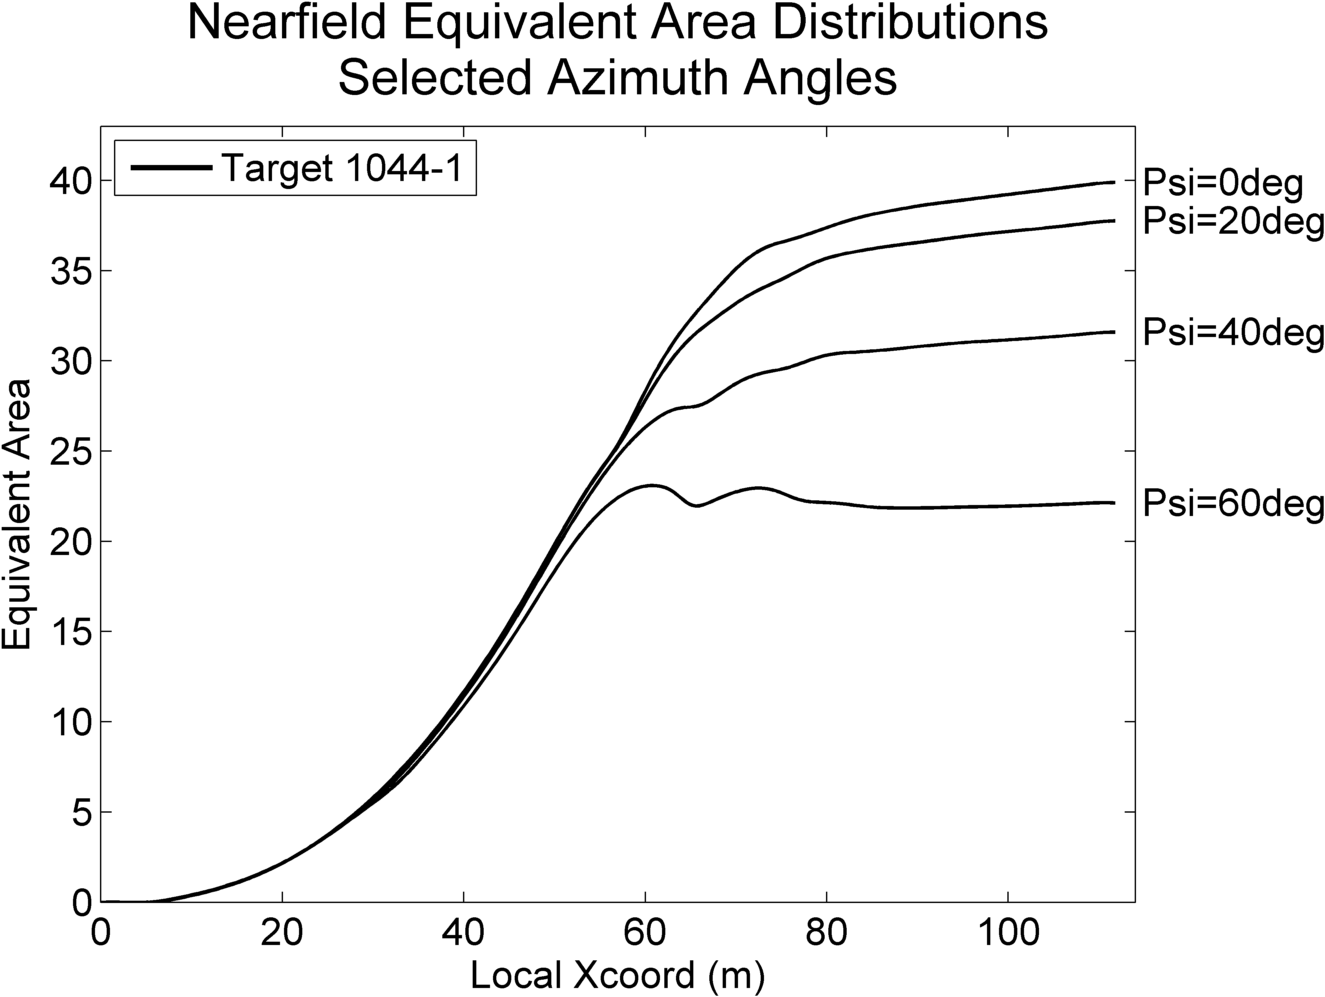 Nearfield Equivalent Area Distributions
Selected Azimuth Angles
Target 1044-1
Equivalent Area
40
35
30
25
20
15
10
5
0
Psi=0deg
Psi=20deg
Psi=40deg
Psi=60deg
0 20 40 60 80 100
Local Xcoord (m)